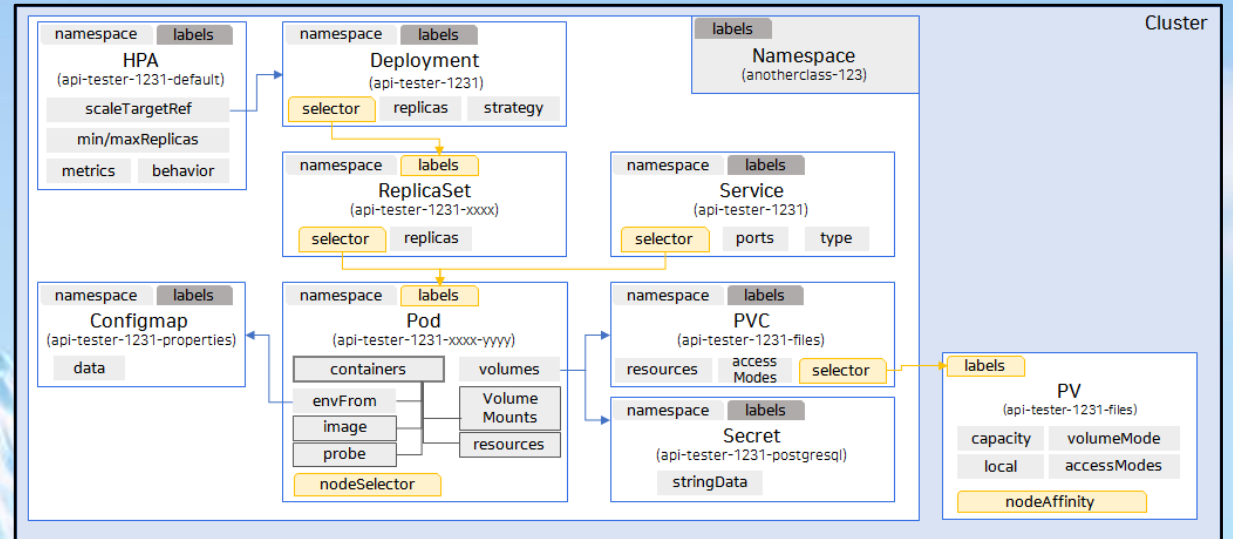 Cluster
namespace labels
HPA
(api-tester-1231-default)
scaleTargetRef
min/maxReplicas
metrics behavior
namespace labels
Deployment
(api-tester-1231)
selector replicas strategy
labels
Namespace
(anotherclass-123)
namespace labels
ReplicaSet
(api-tester-1231-xxxx)
selector replicas
namespace labels
Service
(api-tester-1231)
selector ports type
namespace labels
Configmap
(api-tester-1231-properties)
data
namespace labels
Pod
(api-tester-1231-xxxx-yyyy)
containers volumes
envFrom
Volume
Mounts
image
resources
probe
nodeSelector
namespace labels
PVC
(api-tester-1231-files)
resources
access
Modes
selector
namespace labels
Secret
(api-tester-1231-postgresql)
stringData
labels
PV
(api-tester-1231-files)
capacity volumeMode
local accessModes
nodeAffinity